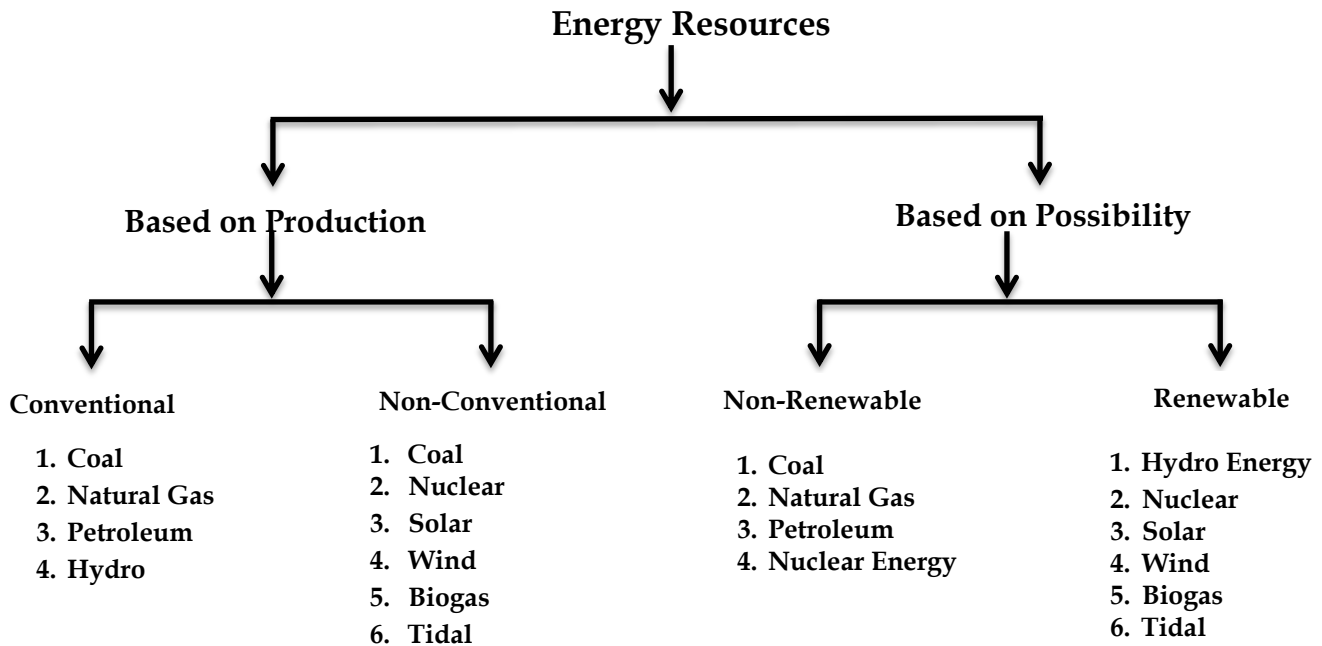 Energy Resources
Based on Production
Based on Possibility
Conventional
1. Coal
2. Natural Gas
3. Petroleum
4. Hydro
Non-Conventional
1. Coal
2. Nuclear
3. Solar
4. Wind
5. Biogas
6. Tidal
Non-Renewable
1. Coal
2. Natural Gas
3. Petroleum
4. Nuclear Energy
Renewable
1. Hydro Energy
2. Nuclear
3. Solar
4. Wind
5. Biogas
6. Tidal